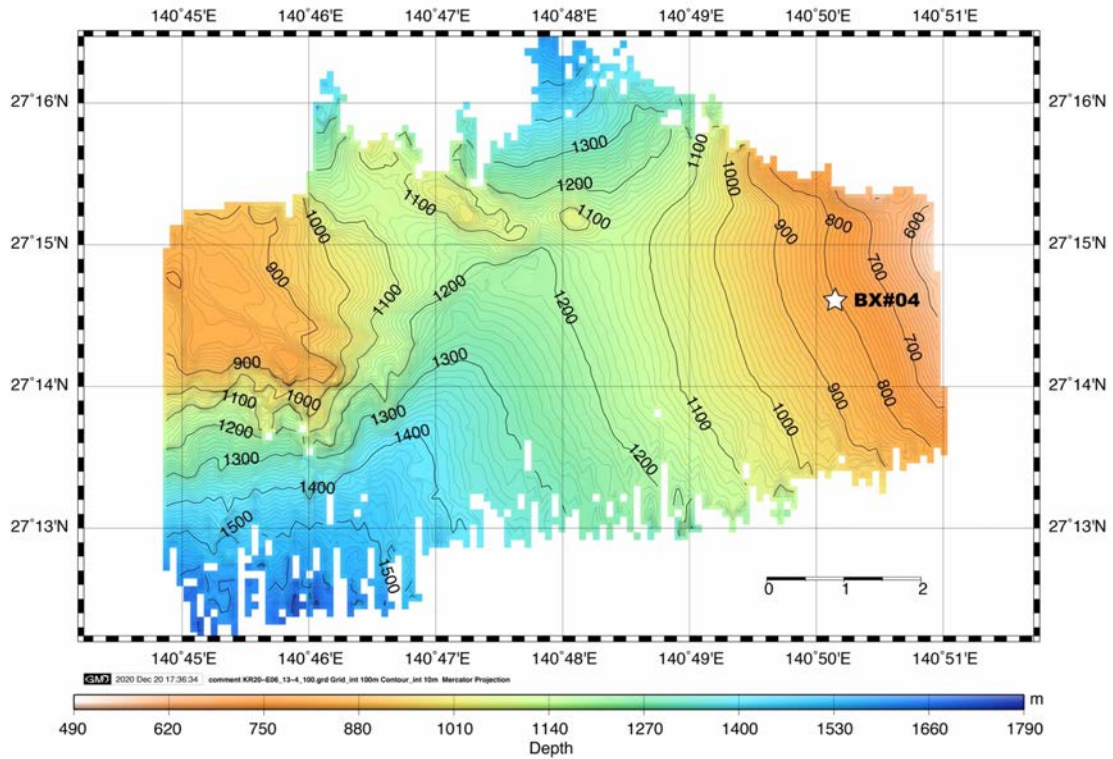 140˚45'E 140˚46'E 140˚47'E 140˚48'E 140˚49'E 140˚50'E 140˚51'E
27˚16'N 27˚16'N
1300 1100
1200 1000
1100 1100
1000 900 800 600
27˚15'N 27˚15'N
900 700
1100 1200 1200 BX#04
700
1300
900
27˚14'N 27˚14'N
1100 1000 900 800
1200 1300 1100 1000
1300 1400 1200
1400
1500
27˚13'N 27˚13'N
1500
0 1 2
140˚45'E 140˚46'E 140˚47'E 140˚48'E 140˚49'E 140˚50'E 140˚51'E
GMT 2020 Dec 20 17:36:34 comment KR20-E06_13-4_100.grd Grid_int 100m Contour_int 10m Mercator Projection
m
490 620 750 880 1010 1140 1270 1400 1530 1660 1790
Depth